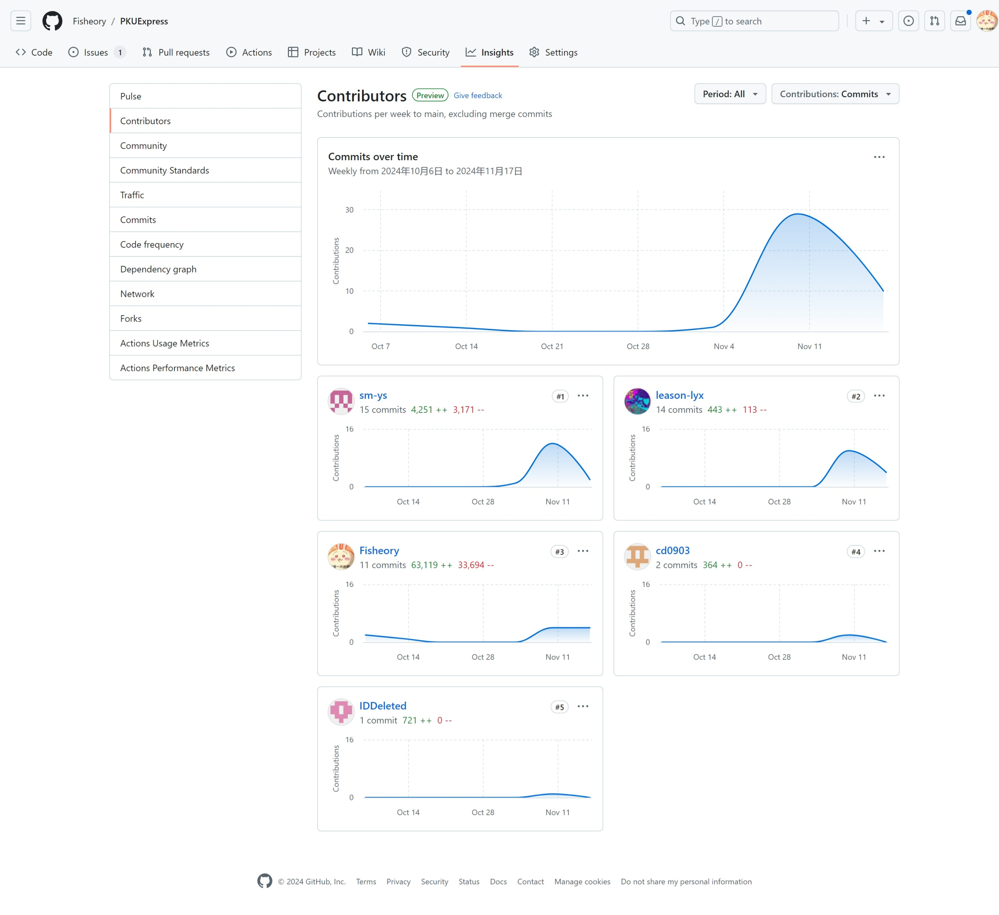 Fisheory / PKUExpress
Type / to search
Code
Issues 1
Pull requests
Actions
Projects
Wiki
Security
Insights
Settings
Pulse
Contributors
Community
Community Standards
Traffic
Commits
Code frequency
Dependency graph
Network
Forks
Actions Usage Metrics
Actions Performance Metrics
Contributors Preview Give feedback
Period: All
Contributions: Commits
Contributions per week to main, excluding merge commits
Commits over time
Weekly from 2024年10月6日 to 2024年11月17日
Contributions
30
20
10
0
Oct 7 Oct 14 Oct 21 Oct 28 Nov 4 Nov 11
sm-ys #1
15 commits 4,251 ++ 3,171 --
Contributions
16
0
Oct 14 Oct 28 Nov 11
leason-lyx #2
14 commits 443 ++ 113 --
Contributions
16
0
Oct 14 Oct 28 Nov 11
Fisheory #3
11 commits 63,119 ++ 33,694 --
Contributions
16
0
Oct 14 Oct 28 Nov 11
cd0903 #4
2 commits 364 ++ 0 --
Contributions
16
0
Oct 14 Oct 28 Nov 11
IDDeleted #5
1 commit 721 ++ 0 --
Contributions
16
0
Oct 14 Oct 28 Nov 11
© 2024 GitHub, Inc. Terms Privacy Security Status Docs Contact Manage cookies Do not share my personal information